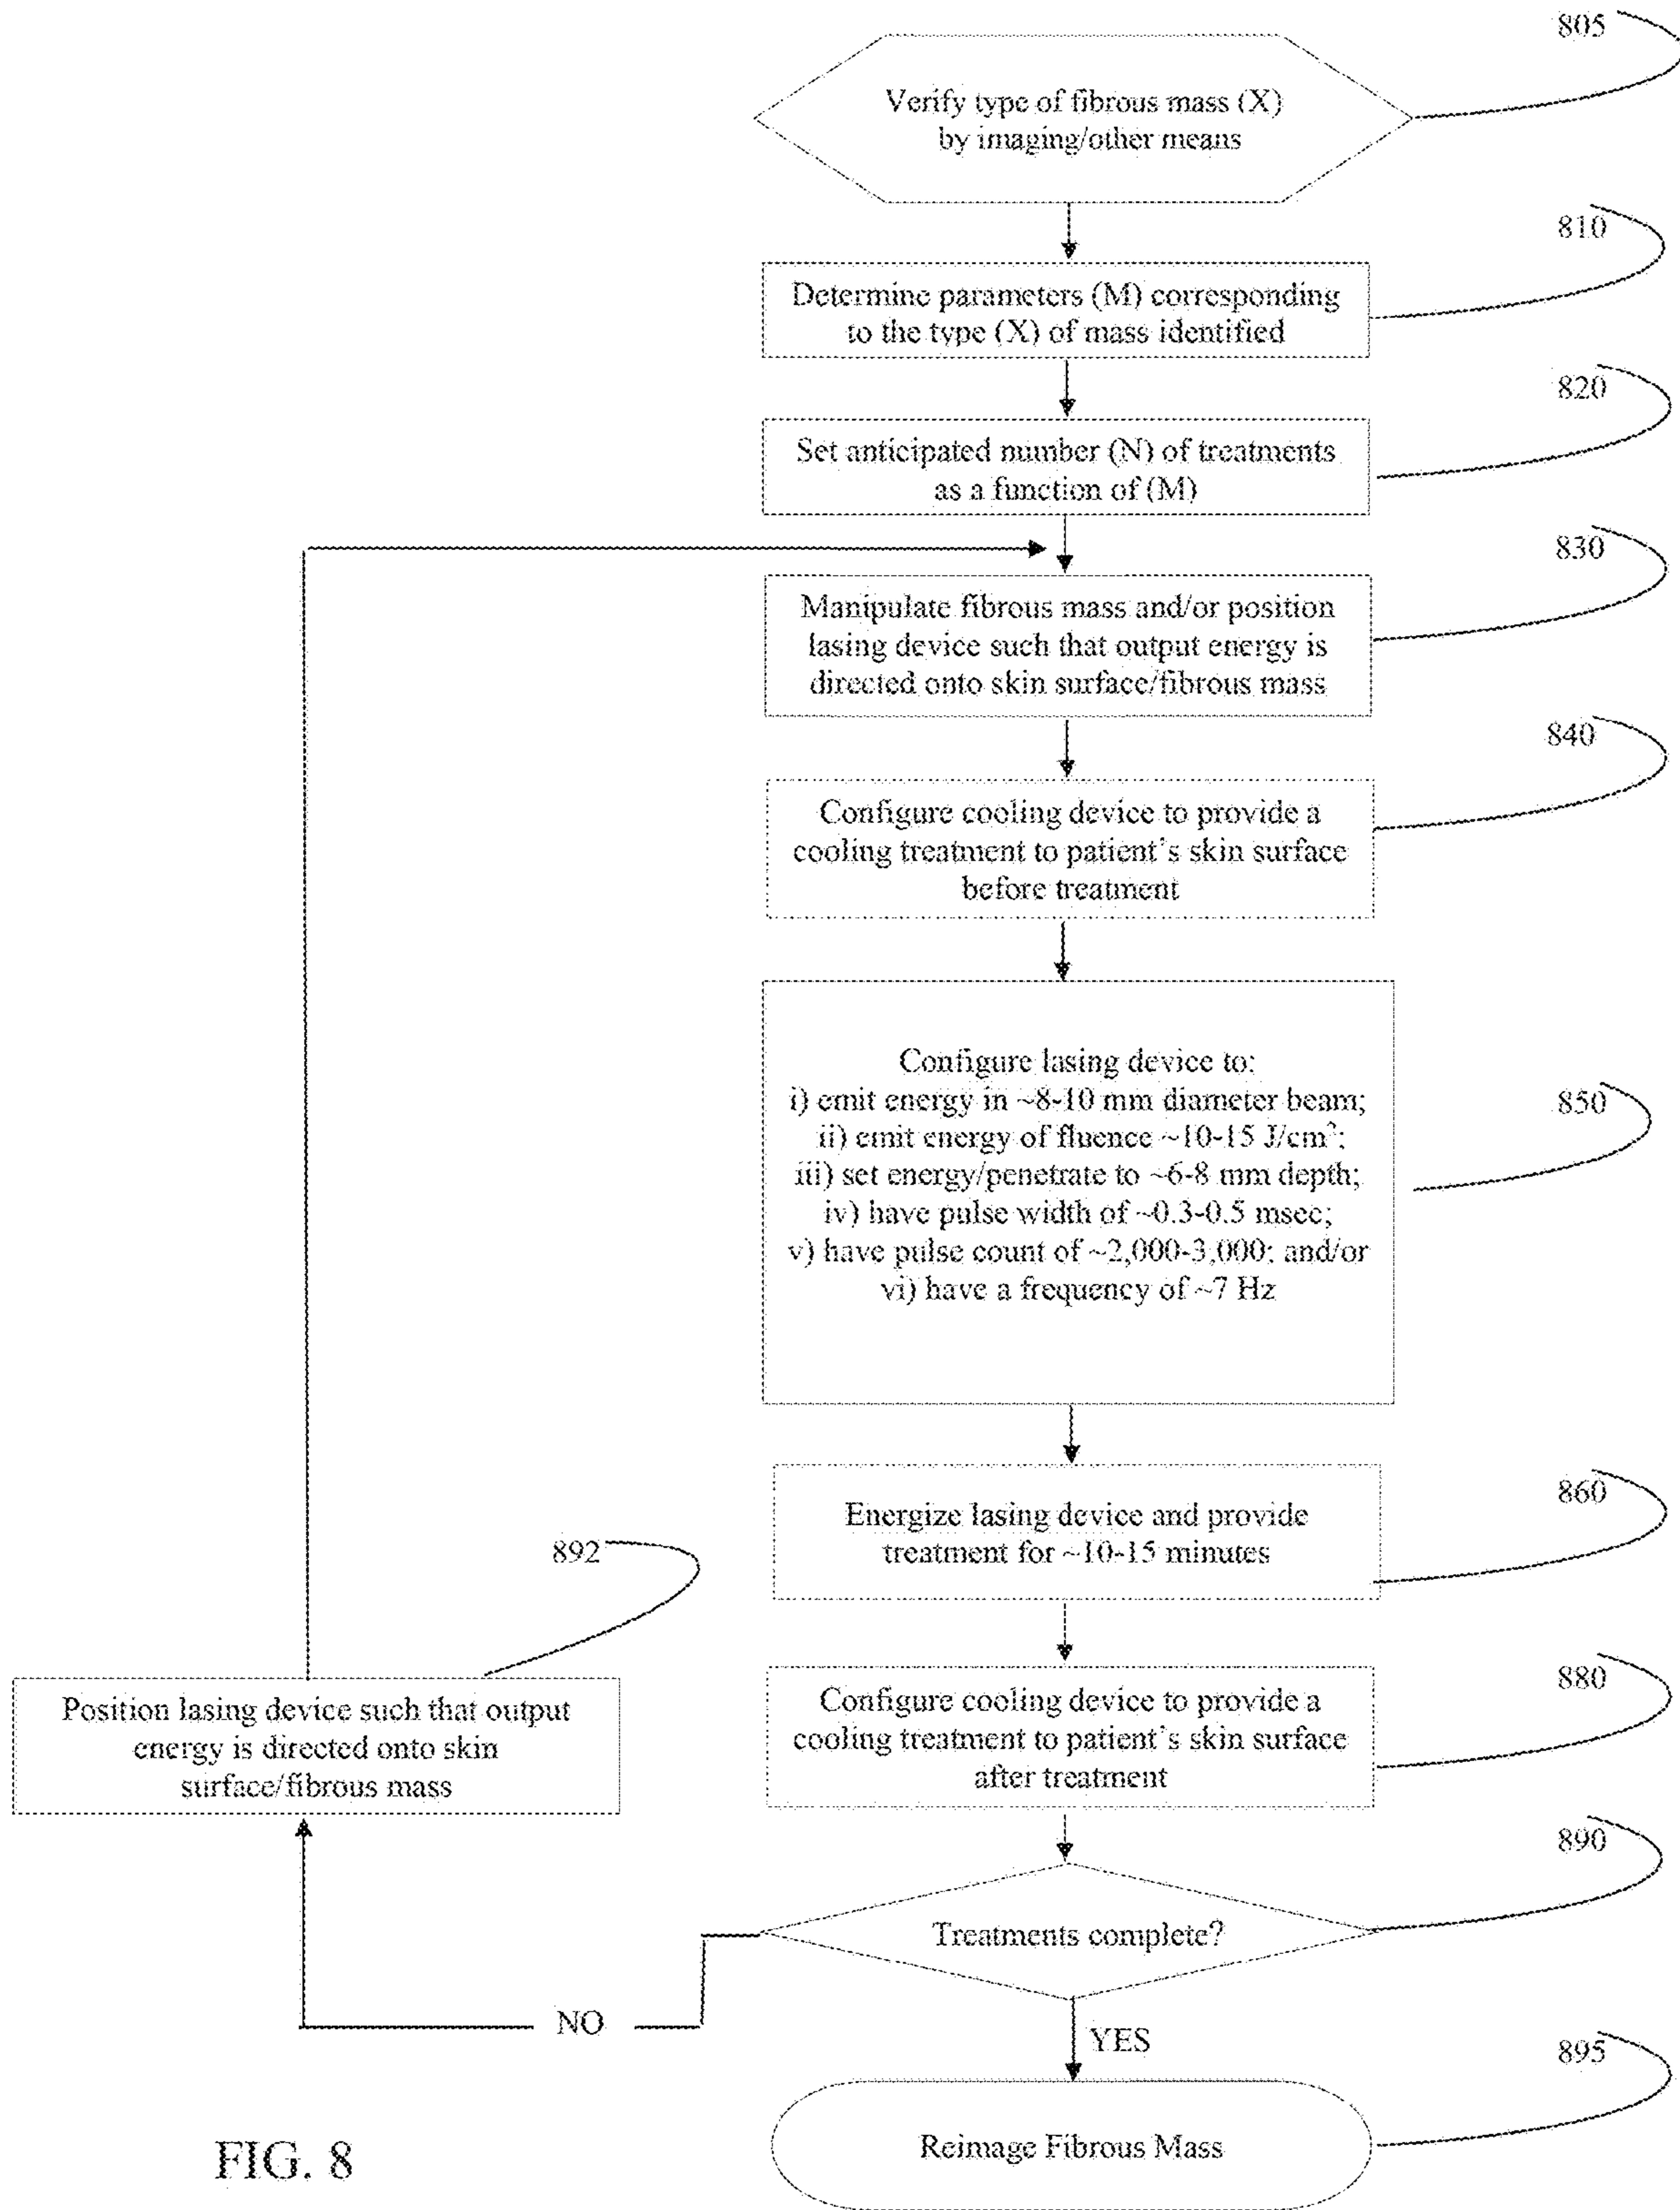 805
Verify type of fibrous mass (X)
by imaging/other means
810
Determine parameters (M) corresponding
to the type (X) of mass identified
820
Set anticipated number (N) of treatments
as a function of (M)
830
Manipulate fibrous mass and/or position
lasing device such that output energy is
directed onto skin surface/fibrous mass
840
Configure cooling device to provide a
cooling treatment to patient's skin surface
before treatment
850
Configure lasing device to:
i) emit energy in ~8-10 mm diameter beam;
ii) emit energy of fluence ~10-15 J/cm²;
iii) set energy/penetrate to ~6-8 mm depth;
iv) have pulse width of ~0.3-0.5 msec;
v) have pulse count of ~2,000-3,000; and/or
vi) have a frequency of ~7 Hz
860
Energize lasing device and provide
treatment for ~10-15 minutes
892
Position lasing device such that output
energy is directed onto skin
surface/fibrous mass
880
Configure cooling device to provide a
cooling treatment to patient's skin surface
after treatment
890
Treatments complete?
NO
YES
895
Reimage Fibrous Mass
FIG. 8